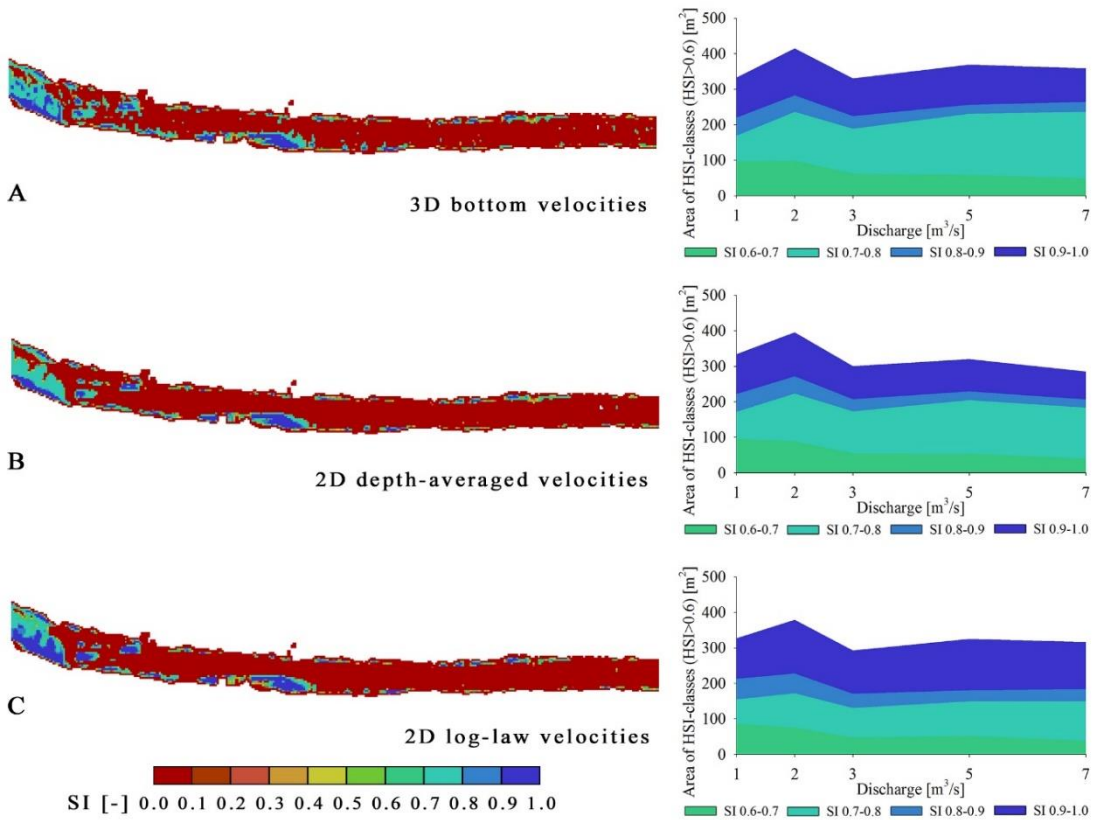 A
3D bottom velocities
Area of HSI-classes (HSI>0.6) [m²]
500
400
300
200
100
0
1 2 3 5 7
Discharge [m³/s]
SI 0.6-0.7 SI 0.7-0.8 SI 0.8-0.9 SI 0.9-1.0
B
2D depth-averaged velocities
Area of HSI-classes (HSI>0.6) [m²]
500
400
300
200
100
0
1 2 3 5 7
Discharge [m³/s]
SI 0.6-0.7 SI 0.7-0.8 SI 0.8-0.9 SI 0.9-1.0
C
2D log-law velocities
SI [-] 0.0 0.1 0.2 0.3 0.4 0.5 0.6 0.7 0.8 0.9 1.0
Area of HSI-classes (HSI>0.6) [m²]
500
400
300
200
100
0
1 2 3 5 7
Discharge [m³/s]
SI 0.6-0.7 SI 0.7-0.8 SI 0.8-0.9 SI 0.9-1.0